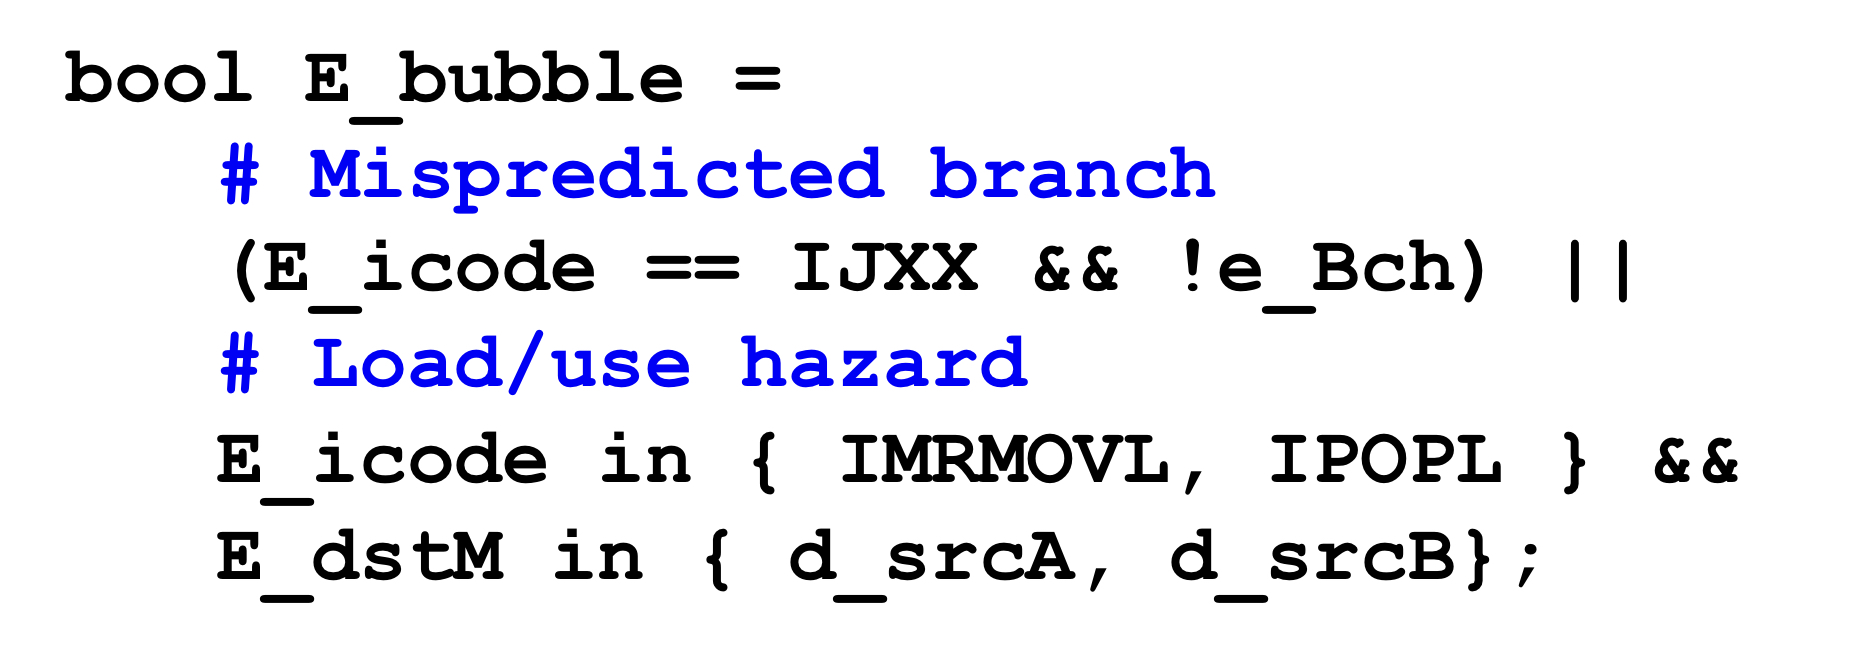 bool E_bubble =
# Mispredicted branch
(E_icode == IJXX && !e_Bch) ||
# Load/use hazard
E_icode in { IMRMOVL, IPOPL } &&
E_dstM in { d_srcA, d_srcB};